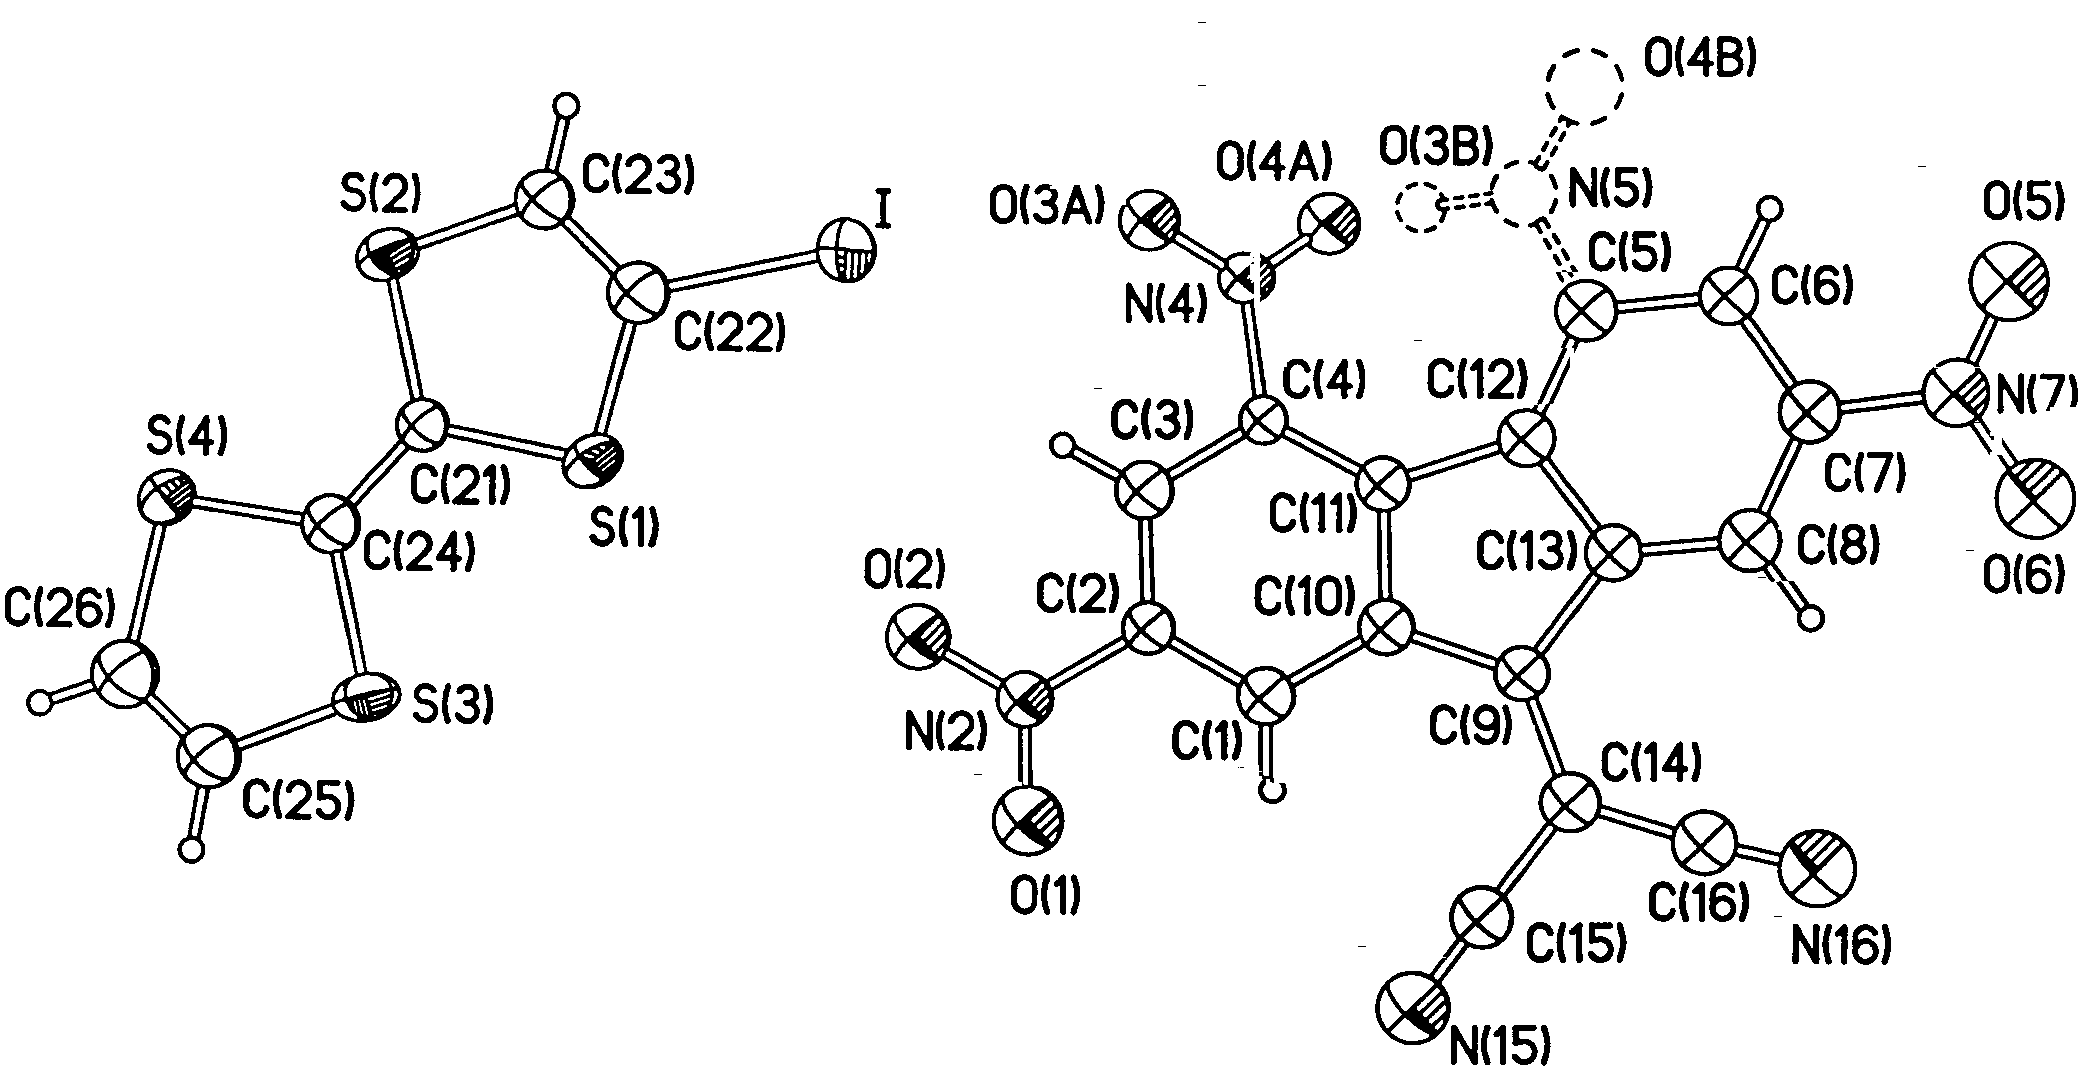 O(4B)
O(3B)
O(4A)
C(23)
S(2)
I
O(3A)
N(5)
O(5)
C(5)
C(6)
N(4)
C(22)
C(4)
C(12)
N(7)
C(3)
S(4)
C(21)
C(7)
C(11)
S(1)
C(24)
C(13)
C(8)
O(2)
O(6)
C(2)
C(10)
C(26)
S(3)
N(2)
C(1)
C(9)
C(14)
C(25)
O(1)
C(16)
C(15)
N(16)
N(15)